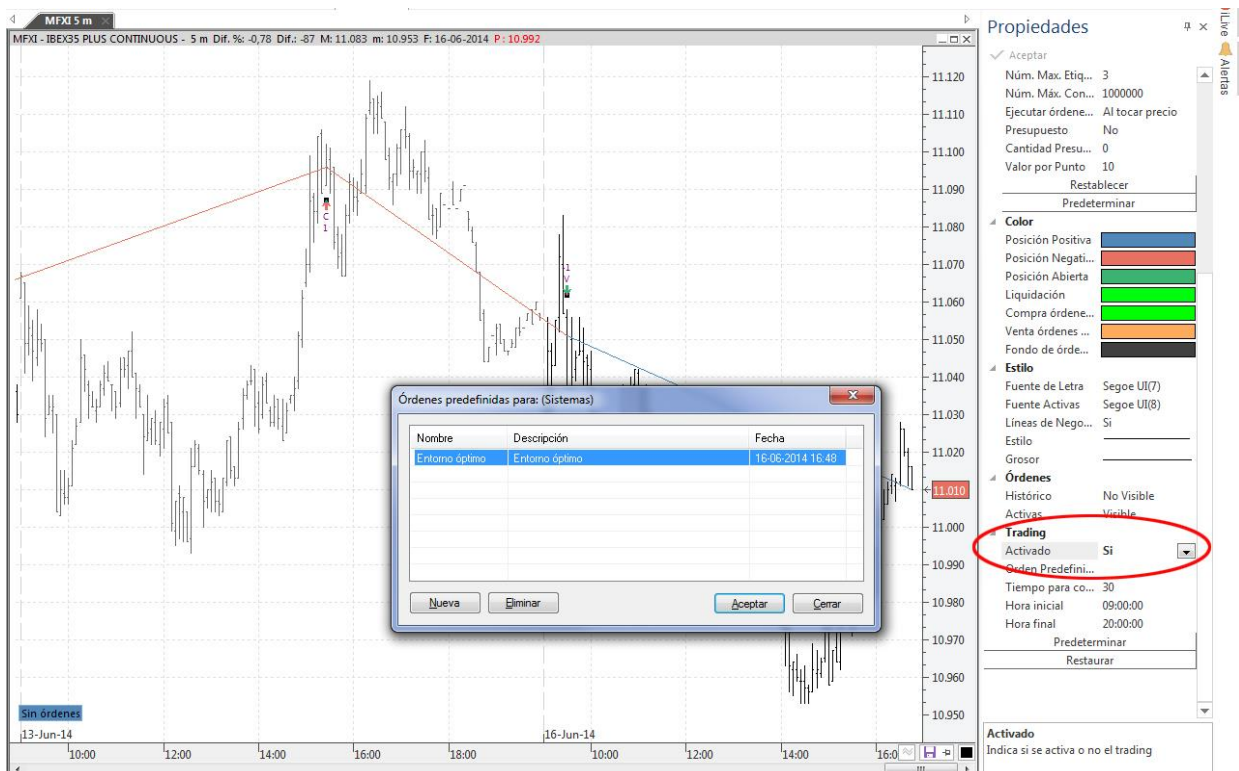 MFXI 5 m
MFXI - IBEX35 PLUS CONTINUOUS - 5 m Dif. %: -0,78 Dif.: -87 M: 11.083 m: 10.953 F: 16-06-2014 P: 10.992
11.120
11.110
11.100
11.090
11.080
11.070
11.060
11.050
11.040
11.030
11.020
11.010
11.000
10.990
10.980
10.970
10.960
10.950
C
1
-1
V
Órdenes predefinidas para: (Sistemas)
Nombre Descripción Fecha
Entorno óptimo Entorno óptimo 16-06-2014 16:48
Nueva Eliminar Aceptar Cerrar
Sin órdenes
13-Jun-14 16-Jun-14
10:00 12:00 14:00 16:00 18:00 10:00 12:00 14:00 16:0
Propiedades
Aceptar
Núm. Max. Etiq... 3
Núm. Máx. Con... 1000000
Ejecutar órdene... Al tocar precio
Presupuesto No
Cantidad Presu... 0
Valor por Punto 10
Restablecer
Predeterminar
Color
Posición Positiva
Posición Negati...
Posición Abierta
Liquidación
Compra órdene...
Venta órdenes ...
Fondo de órde...
Estilo
Fuente de Letra Segoe UI(7)
Fuente Activas Segoe UI(8)
Líneas de Nego... Si
Estilo
Grosor
Órdenes
Histórico No Visible
Activas Visible
Trading
Activado Si
Orden Predefini...
Tiempo para co... 30
Hora inicial 09:00:00
Hora final 20:00:00
Predeterminar
Restaurar
Activado
Indica si se activa o no el trading
iLive
Alertas